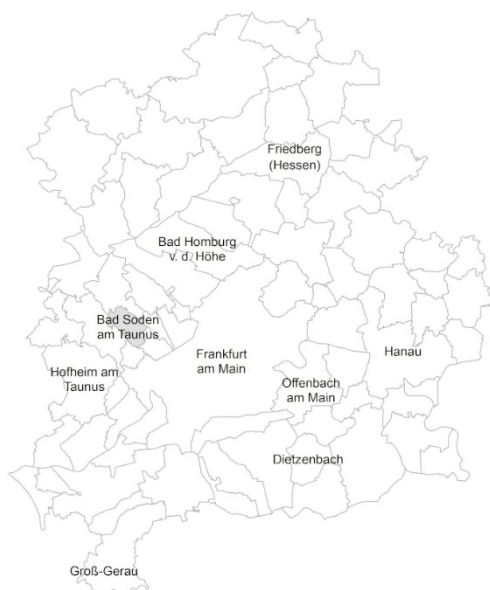 Friedberg
(Hessen)
Bad Homburg
v. d. Höhe
Bad Soden
am Taunus
Frankfurt
am Main
Hanau
Hofheim am
Taunus
Offenbach
am Main
Dietzenbach
Groß-Gerau